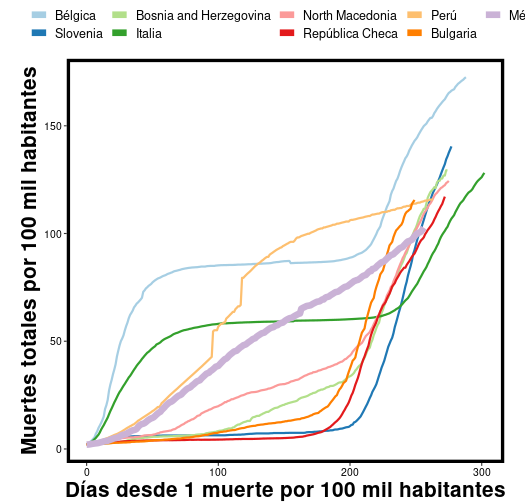 Bélgica Bosnia and Herzegovina North Macedonia Perú Mé
Slovenia Italia República Checa Bulgaria
Muertes totales por 100 mil habitantes
150
100
50
0
0 100 200 300
Días desde 1 muerte por 100 mil habitantes